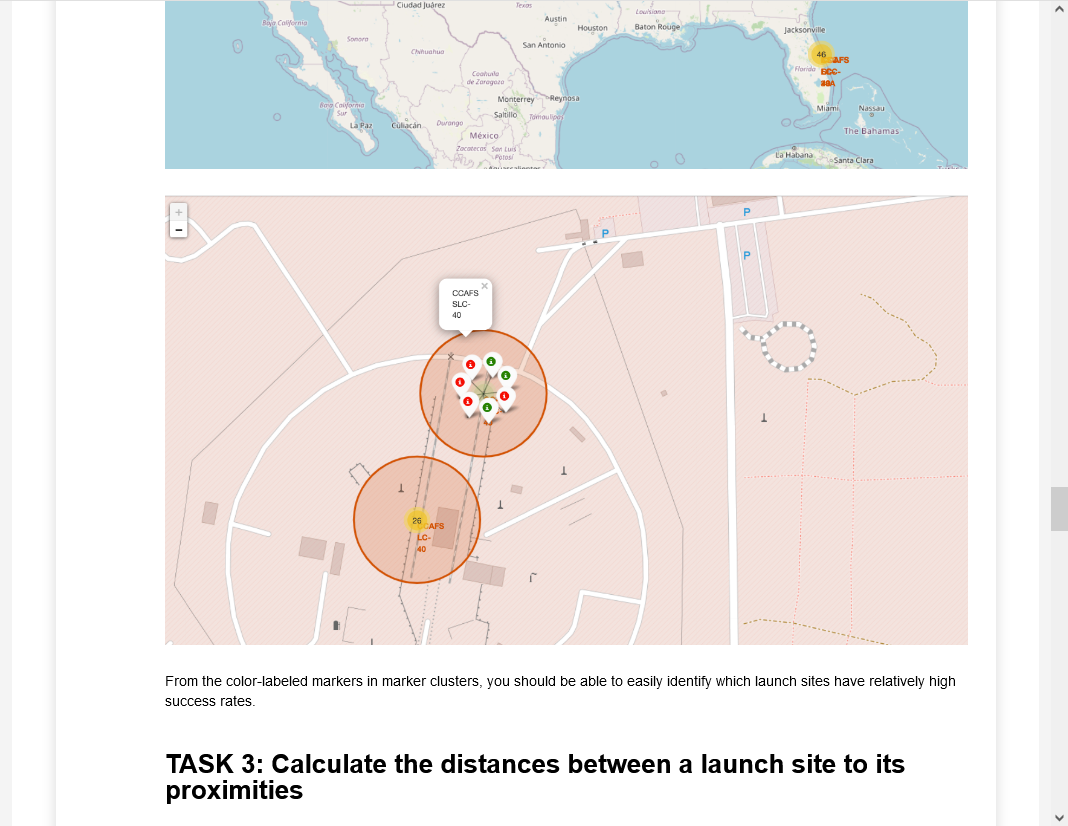 Ciudad Juárez
Texas
Louisiana
Austin
Houston
Baton Rouge
Jacksonville
Baja California
Sonora
San Antonio
Chihuahua
46
Florida
Coahuila
de Zaragoza
Monterrey
Reynosa
Miami
Nassau
Baja California
Sur
Saltillo
Tamaulipas
La Paz
Culiacán
Durango
The Bahamas
México
Zacatecas
San Luis
Potosí
La Habana
Santa Clara
Aguascalientes
+
−
P
P
P
CCAFS
SLC-
40
×
26
CCAFS
LC-
40
From the color-labeled markers in marker clusters, you should be able to easily identify which launch sites have relatively high
success rates.
TASK 3: Calculate the distances between a launch site to its
proximities